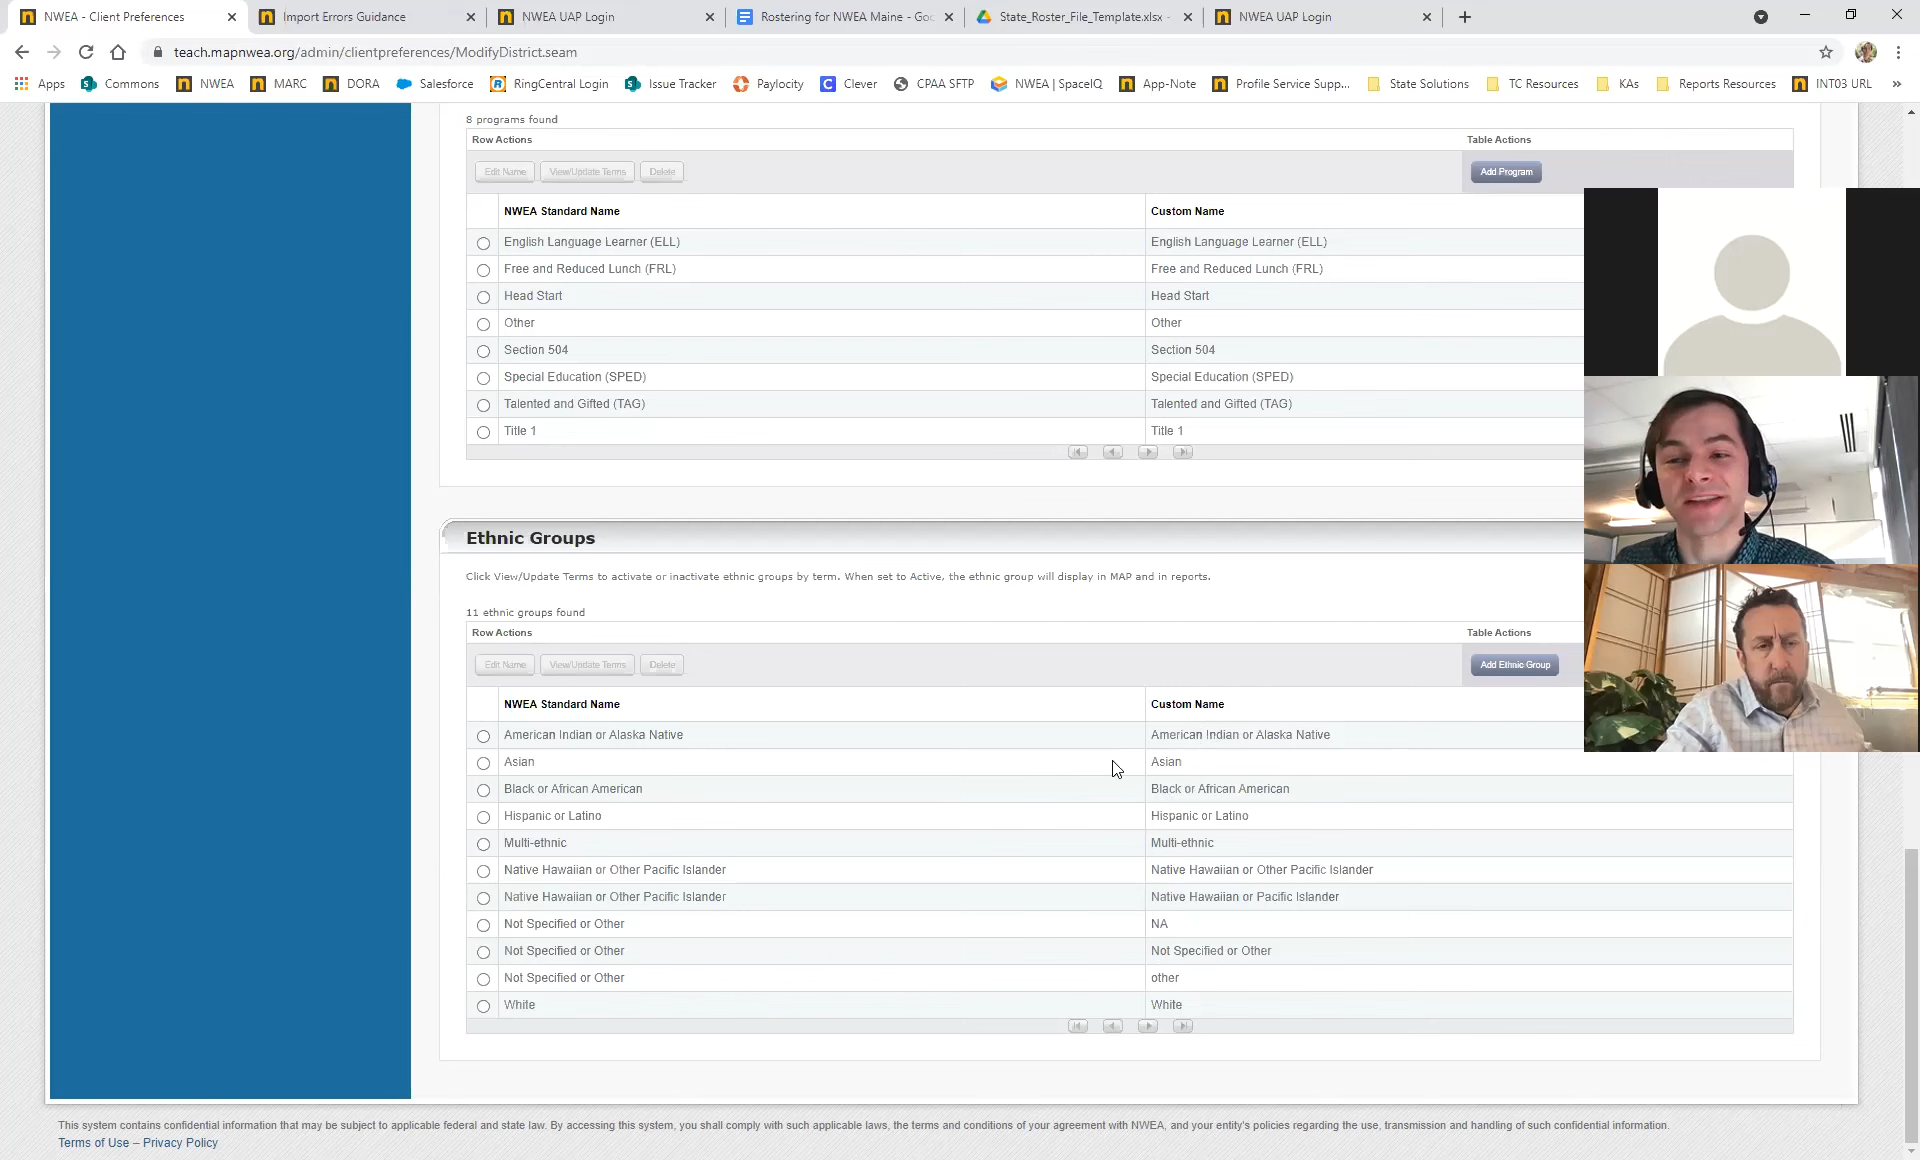 NWEA - Client Preferences
Import Errors Guidance
NWEA UAP Login
Rostering for NWEA Maine - Goo
State_Roster_File_Template.xlsx -
NWEA UAP Login
teach.mapnwea.org/admin/clientpreferences/ModifyDistrict.seam
Apps
Commons
NWEA
MARC
DORA
Salesforce
RingCentral Login
Issue Tracker
Paylocity
Clever
CPAA SFTP
NWEA | SpaceIQ
App-Note
Profile Service Supp...
State Solutions
TC Resources
KAs
Reports Resources
INT03 URL
8 programs found
Row Actions
Table Actions
Edit Name
View/Update Terms
Delete
Add Program
NWEA Standard Name
Custom Name
English Language Learner (ELL)
English Language Learner (ELL)
Free and Reduced Lunch (FRL)
Free and Reduced Lunch (FRL)
Head Start
Head Start
Other
Other
Section 504
Section 504
Special Education (SPED)
Special Education (SPED)
Talented and Gifted (TAG)
Talented and Gifted (TAG)
Title 1
Title 1
Ethnic Groups
Click View/Update Terms to activate or inactivate ethnic groups by term. When set to Active, the ethnic group will display in MAP and in reports.
11 ethnic groups found
Row Actions
Table Actions
Edit Name
View/Update Terms
Delete
Add Ethnic Group
NWEA Standard Name
Custom Name
American Indian or Alaska Native
American Indian or Alaska Native
Asian
Asian
Black or African American
Black or African American
Hispanic or Latino
Hispanic or Latino
Multi-ethnic
Multi-ethnic
Native Hawaiian or Other Pacific Islander
Native Hawaiian or Other Pacific Islander
Native Hawaiian or Other Pacific Islander
Native Hawaiian or Pacific Islander
Not Specified or Other
NA
Not Specified or Other
Not Specified or Other
Not Specified or Other
other
White
White
This system contains confidential information that may be subject to applicable federal and state law. By accessing this system, you shall comply with such applicable laws, the terms and conditions of your agreement with NWEA, and your entity's policies regarding the use, transmission and handling of such confidential information.
Terms of Use – Privacy Policy